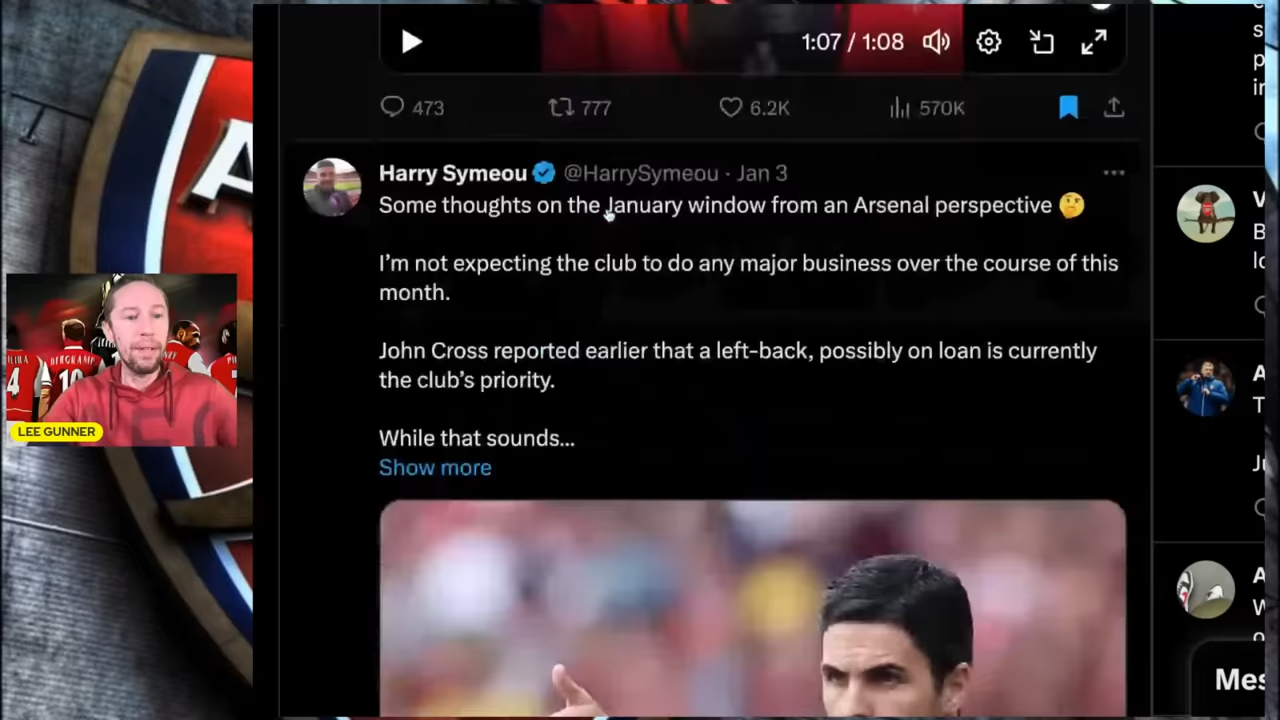 1:07 / 1:08
473 777 6.2K 570K
Harry Symeou @HarrySymeou · Jan 3
Some thoughts on the January window from an Arsenal perspective 🤔
I'm not expecting the club to do any major business over the course of this
month.
John Cross reported earlier that a left-back, possibly on loan is currently
the club's priority.
While that sounds...
Show more
BERGKAMP
4
10
LEE GUNNER
Mes